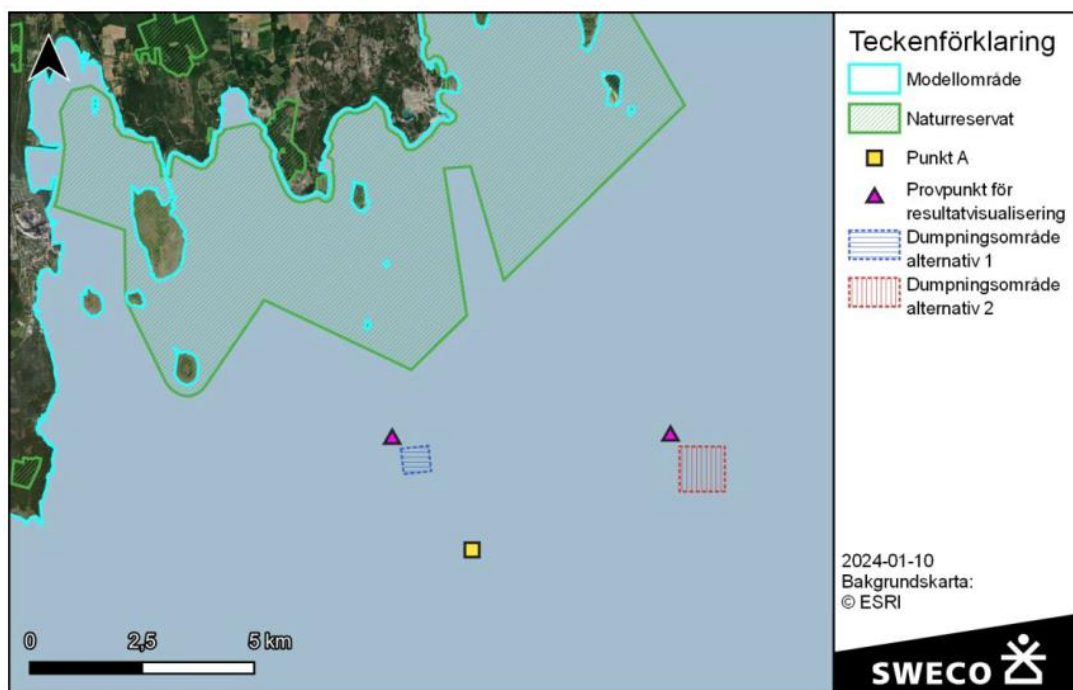 Teckenförklaring
Modellområde
Naturreservat
Punkt A
Provpunkt för
resultatvisualisering
Dumpningsområde
alternativ 1
Dumpningsområde
alternativ 2
2024-01-10
Bakgrundskarta:
© ESRI
0 2,5 5 km
SWECO